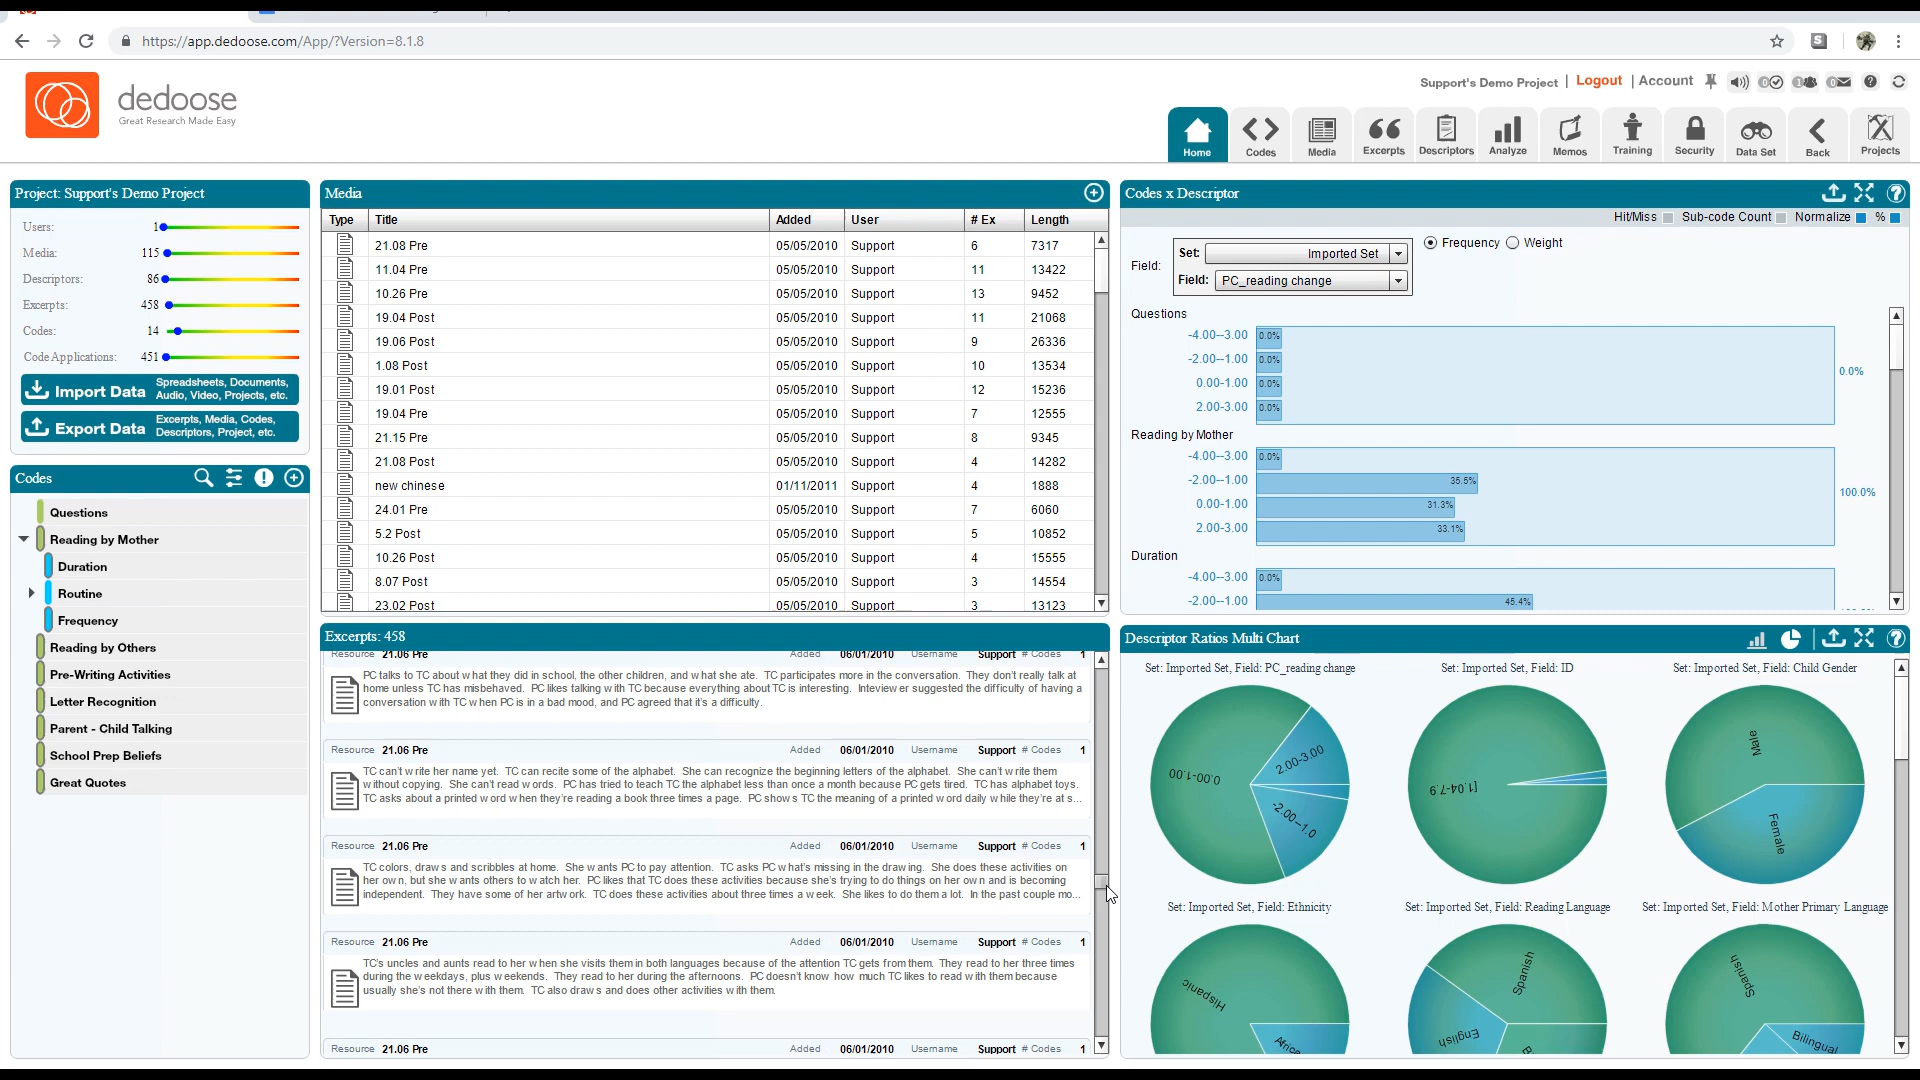 https://app.dedoose.com/App/?Version=8.1.8
dedoose
Great Research Made Easy
Support's Demo Project | Logout | Account
Home
Codes
Media
Excerpts
Descriptors
Analyze
Memos
Training
Security
Data Set
Back
Projects
Project: Support's Demo Project
Users: 1
Media: 115
Descriptors: 86
Excerpts: 458
Codes: 14
Code Applications: 451
Import Data Spreadsheets, Documents,
Audio, Video, Projects, etc.
Export Data Excerpts, Media, Codes,
Descriptors, Project, etc.
Codes
Questions
Reading by Mother
Duration
Routine
Frequency
Reading by Others
Pre-Writing Activities
Letter Recognition
Parent - Child Talking
School Prep Beliefs
Great Quotes
Media
Type Title Added User # Ex Length
21.08 Pre 05/05/2010 Support 6 7317
11.04 Pre 05/05/2010 Support 11 13422
10.26 Pre 05/05/2010 Support 13 9452
19.04 Post 05/05/2010 Support 11 21068
19.06 Post 05/05/2010 Support 9 26336
1.08 Post 05/05/2010 Support 10 13534
19.01 Post 05/05/2010 Support 12 15236
19.04 Pre 05/05/2010 Support 7 12555
21.15 Pre 05/05/2010 Support 8 9345
21.08 Post 05/05/2010 Support 4 14282
new chinese 01/11/2011 Support 4 1888
24.01 Pre 05/05/2010 Support 7 6060
5.2 Post 05/05/2010 Support 5 10852
10.26 Post 05/05/2010 Support 4 15555
8.07 Post 05/05/2010 Support 3 14554
23.02 Post 05/05/2010 Support 3 13123
Excerpts: 458
Resource 21.06 Pre Added 06/01/2010 Username Support # Codes 1
PC talks to TC about what they did in school, the other children, and what she ate. TC participates more in the conversation. They don't really talk at
home unless TC has misbehaved. PC likes talking with TC because everything about TC is interesting. Inteviewer suggested the difficulty of having a
conversation with TC when PC is in a bad mood, and PC agreed that it's a difficulty.
Resource 21.06 Pre Added 06/01/2010 Username Support # Codes 1
TC can't write her name yet. TC can recite some of the alphabet. She can recognize the beginning letters of the alphabet. She can't write them
without copying. She can't read words. PC has tried to teach TC the alphabet less than once a month because PC gets tired. TC has alphabet toys.
TC asks about a printed word when they're reading a book three times a page. PC shows TC the meaning of a printed word daily while they're at s...
Resource 21.06 Pre Added 06/01/2010 Username Support # Codes 1
TC colors, draws and scribbles at home. She wants PC to pay attention. TC asks PC what's missing in the drawing. She does these activities on
her own, but she wants others to watch her. PC likes that TC does these activities because she's trying to do things on her own and is becoming
independent. They have some of her artwork. TC does these activities about three times a week. She likes to do them a lot. In the past couple mo...
Resource 21.06 Pre Added 06/01/2010 Username Support # Codes 1
TC's uncles and aunts read to her when she visits them in both languages because of the attention TC gets from them. They read to her three times
during the weekdays, plus weekends. They read to her during the afternoons. PC doesn't know how much TC likes to read with them because
usually she's not there with them. TC also draws and does other activities with them.
Resource 21.06 Pre Added 06/01/2010 Username Support # Codes 1
Codes x Descriptor
Hit/Miss Sub-code Count Normalize %
Field: Set: Imported Set
Field: PC_reading change
Frequency Weight
Questions
-4.00--3.00 0.0%
-2.00--1.00 0.0%
0.00-1.00 0.0%
2.00-3.00 0.0%
0.0%
Reading by Mother
-4.00--3.00 0.0%
-2.00--1.00 35.5%
0.00-1.00 31.3%
2.00-3.00 33.1%
100.0%
Duration
-4.00--3.00 0.0%
-2.00--1.00 45.4%
Descriptor Ratios Multi Chart
Set: Imported Set, Field: PC_reading change
0.00-1.00
2.00-3.00
-2.00--1.0
Set: Imported Set, Field: ID
[1.04-7.9
Set: Imported Set, Field: Child Gender
Male
Female
Set: Imported Set, Field: Ethnicity
Hispanic
Africa
Set: Imported Set, Field: Reading Language
Spanish
English
Set: Imported Set, Field: Mother Primary Language
Spanish
Bilingual